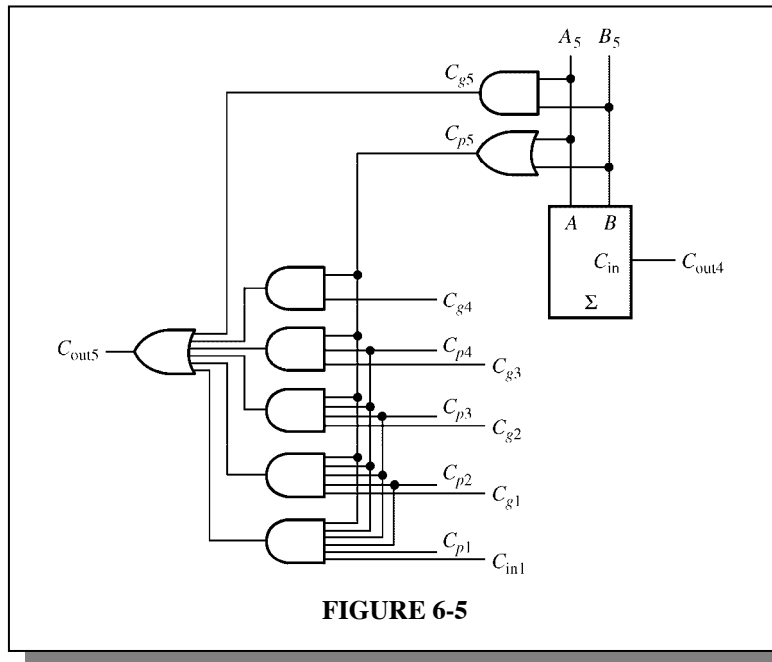 A5 B5
Cg5
Cp5
A B
Cin Cout4
Σ
Cg4
Cout5 Cp4
Cg3
Cp3
Cg2
Cp2
Cg1
Cp1
Cin1
FIGURE 6-5